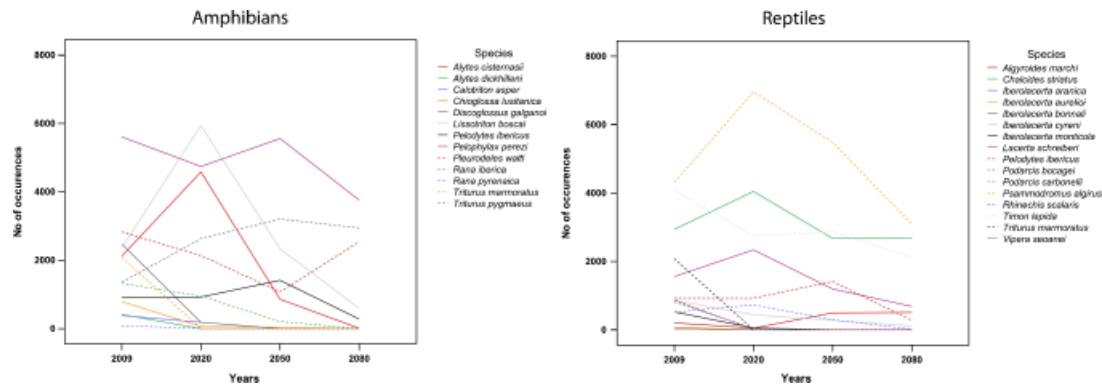 Amphibians
8000
6000
4000
2000
0
No of occurences
2009
2020
2050
2080
Years
Species
Alytes cisternasii
Alytes dickhilleni
Calotriton asper
Chioglossa lusitanica
Discoglossus galganoi
Lissotriton boscai
Pelodytes ibericus
Pelophylax perezi
Pleurodeles waltl
Rana iberica
Rana pyrenaica
Triturus marmoratus
Triturus pygmaeus
Reptiles
8000
6000
4000
2000
0
No of occurences
2009
2020
2050
2080
Years
Species
Algyroides marchi
Chalcides striatus
Iberolacerta aranica
Iberolacerta aurelioi
Iberolacerta bonnali
Iberolacerta cyreni
Iberolacerta monticola
Lacerta schreiberi
Pelodytes ibericus
Podarcis bocagei
Podarcis carbonelli
Psammodromus algirus
Rhinechis scalaris
Timon lepida
Triturus marmoratus
Vipera seoanei